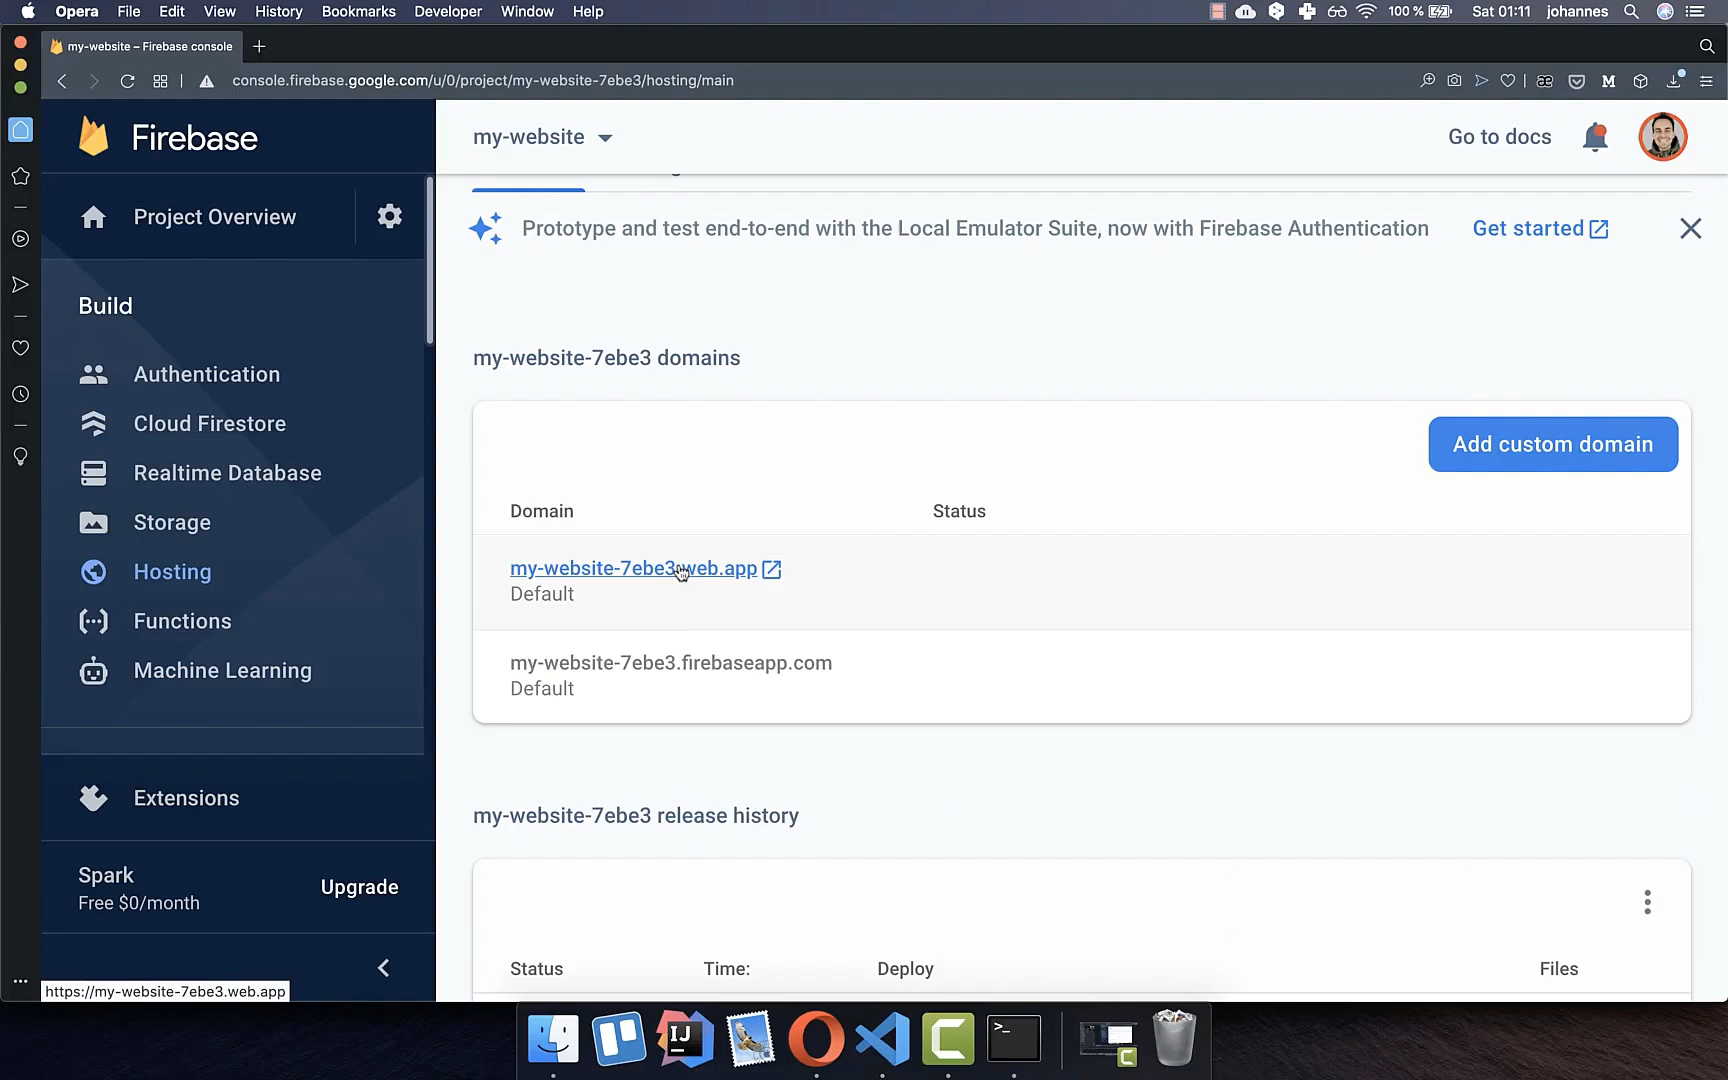 Opera File Edit View History Bookmarks Developer Window Help 100 % Sat 01:11 johannes
my-website – Firebase console
console.firebase.google.com/u/0/project/my-website-7ebe3/hosting/main
Firebase
my-website
Go to docs
Project Overview
Prototype and test end-to-end with the Local Emulator Suite, now with Firebase Authentication Get started
Build
Authentication
Cloud Firestore
Realtime Database
Storage
Hosting
Functions
Machine Learning
Extensions
Spark
Free $0/month
Upgrade
my-website-7ebe3 domains
Add custom domain
Domain Status
my-website-7ebe3.web.app
Default
my-website-7ebe3.firebaseapp.com
Default
my-website-7ebe3 release history
Status Time: Deploy Files
https://my-website-7ebe3.web.app